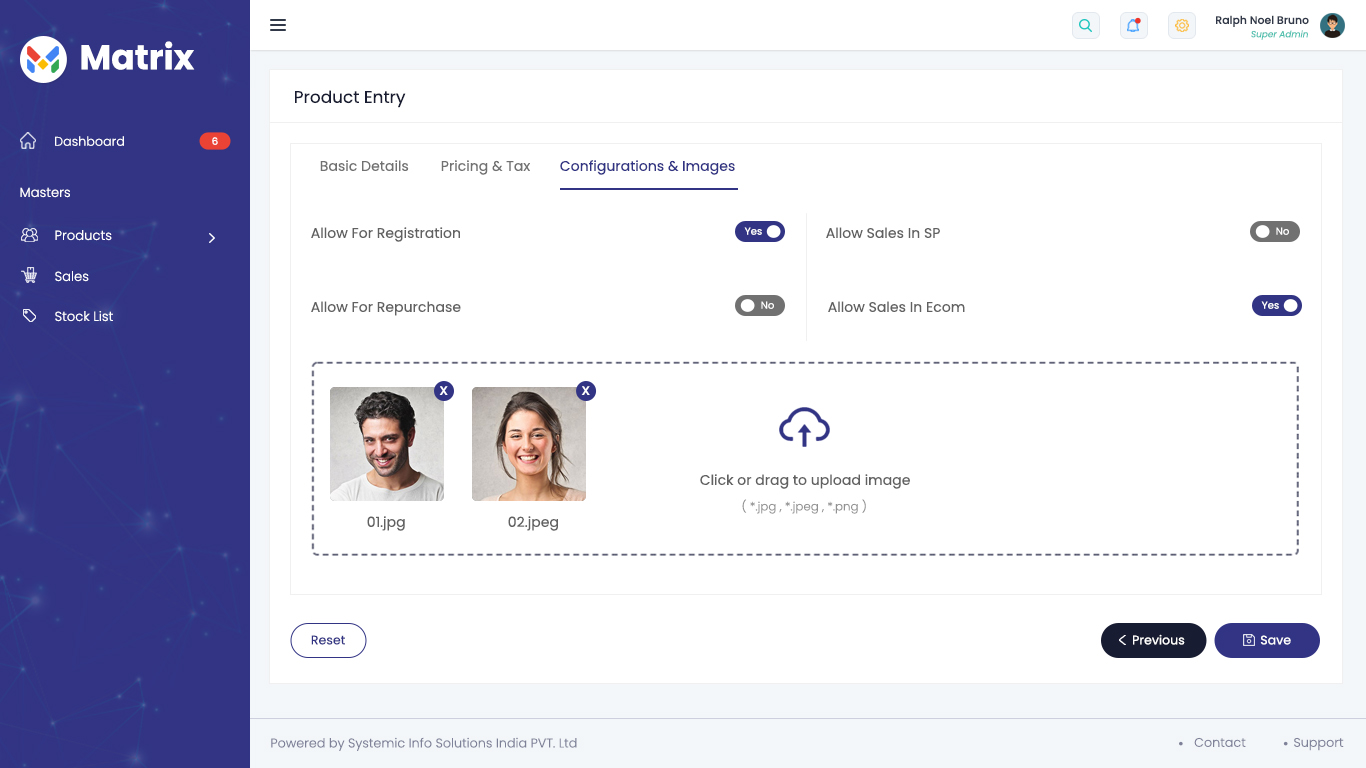 Matrix
Ralph Noel Bruno
Super Admin
Dashboard 6
Masters
Products
Sales
Stock List
Product Entry
Basic Details Pricing & Tax Configurations & Images
Allow For Registration Yes Allow Sales In SP No
Allow For Repurchase No Allow Sales In Ecom Yes
X X
Click or drag to upload image
( *.jpg , *.jpeg , *.png )
01.jpg 02.jpeg
Reset < Previous Save
Powered by Systemic Info Solutions India PVT. Ltd • Contact • Support